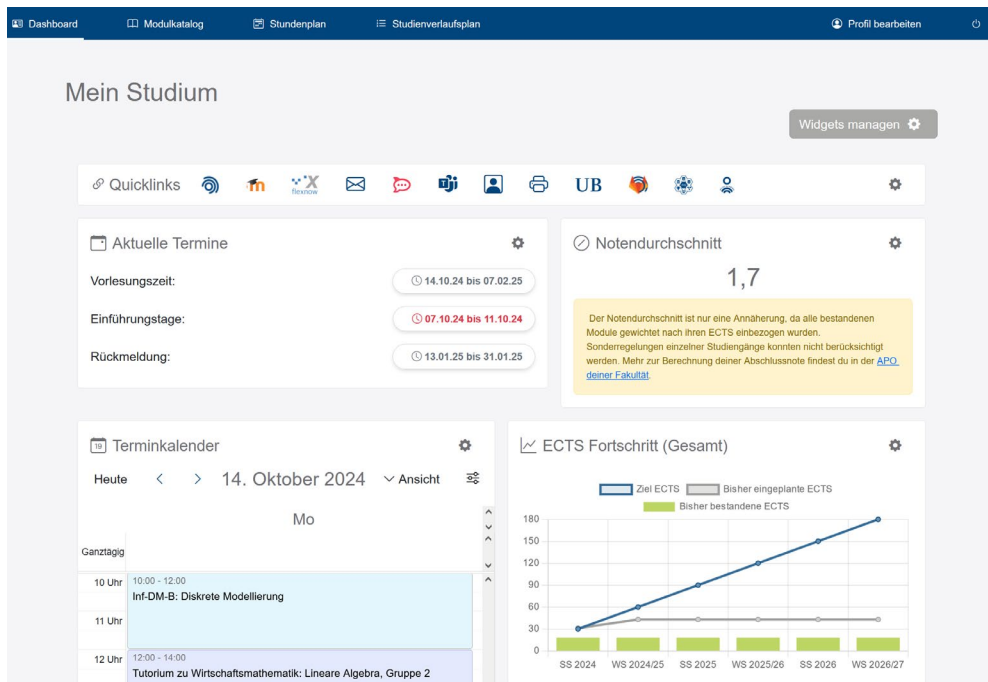 Dashboard
Modulkatalog
Stundenplan
Studienverlaufsplan
Profil bearbeiten
Mein Studium
Widgets managen
Quicklinks
flexnow
UB
Aktuelle Termine
Vorlesungszeit:
14.10.24 bis 07.02.25
Einführungstage:
07.10.24 bis 11.10.24
Rückmeldung:
13.01.25 bis 31.01.25
Notendurchschnitt
1,7
Der Notendurchschnitt ist nur eine Annäherung, da alle bestandenen
Module gewichtet nach ihren ECTS einbezogen wurden.
Sonderregelungen einzelner Studiengänge konnten nicht berücksichtigt
werden. Mehr zur Berechnung deiner Abschlussnote findest du in der APO
deiner Fakultät.
19 Terminkalender
Heute
14. Oktober 2024
Ansicht
Mo
Ganztägig
10 Uhr
10:00 - 12:00
Inf-DM-B: Diskrete Modellierung
11 Uhr
12 Uhr
12:00 - 14:00
Tutorium zu Wirtschaftsmathematik: Lineare Algebra, Gruppe 2
ECTS Fortschritt (Gesamt)
Ziel ECTS
Bisher eingeplante ECTS
Bisher bestandene ECTS
180
150
120
90
60
30
0
SS 2024
WS 2024/25
SS 2025
WS 2025/26
SS 2026
WS 2026/27